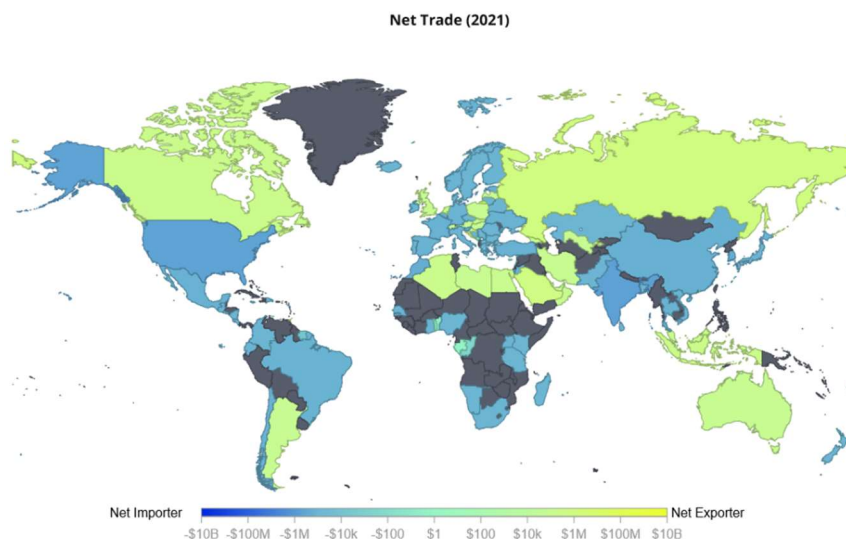 Net Trade (2021)
Net Importer
Net Exporter
-$10B -$100M -$1M -$10k -$100 $1 $100 $10k $1M $100M $10B